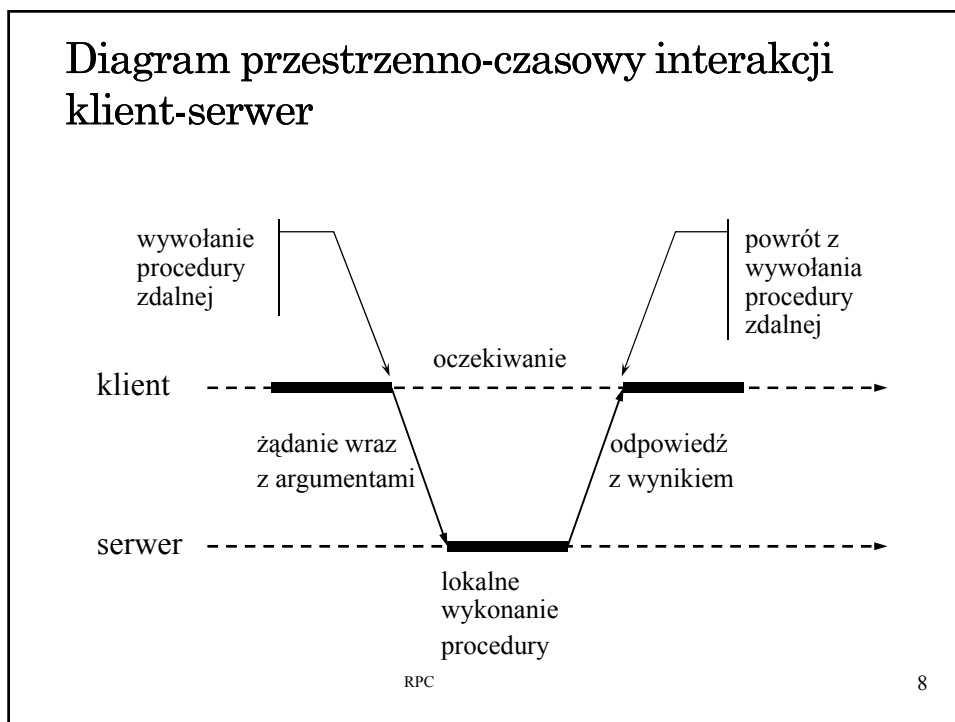 Diagram przestrzenno-czasowy interakcji
klient-serwer
wywołanie
procedury
zdalnej
powrót z
wywołania
procedury
zdalnej
oczekiwanie
klient
żądanie wraz
z argumentami
odpowiedź
z wynikiem
serwer
lokalne
wykonanie
procedury
RPC
8